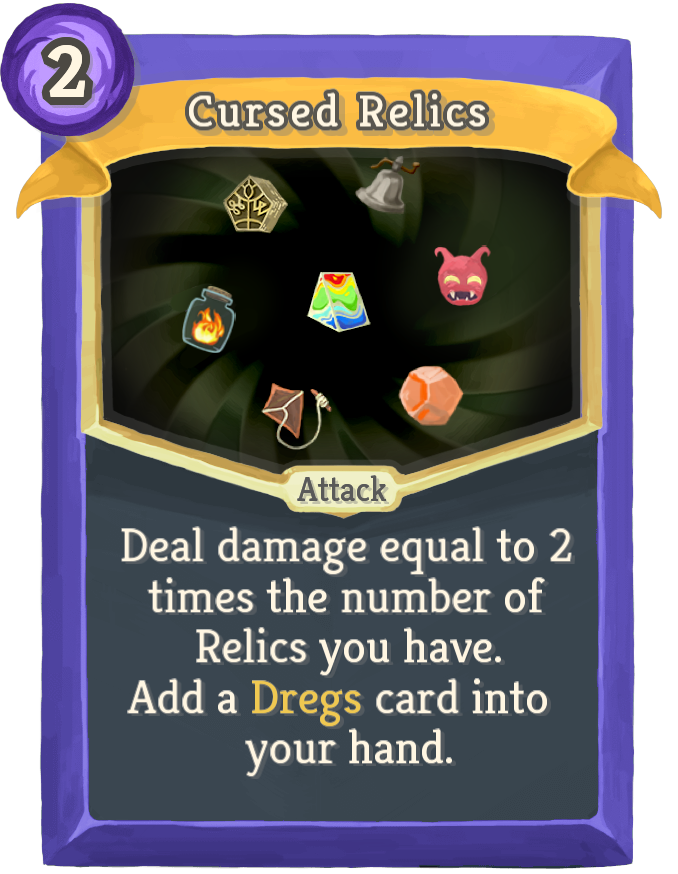 2
Cursed Relics
Attack
Deal damage equal to 2
times the number of
Relics you have.
Add a Dregs card into
your hand.